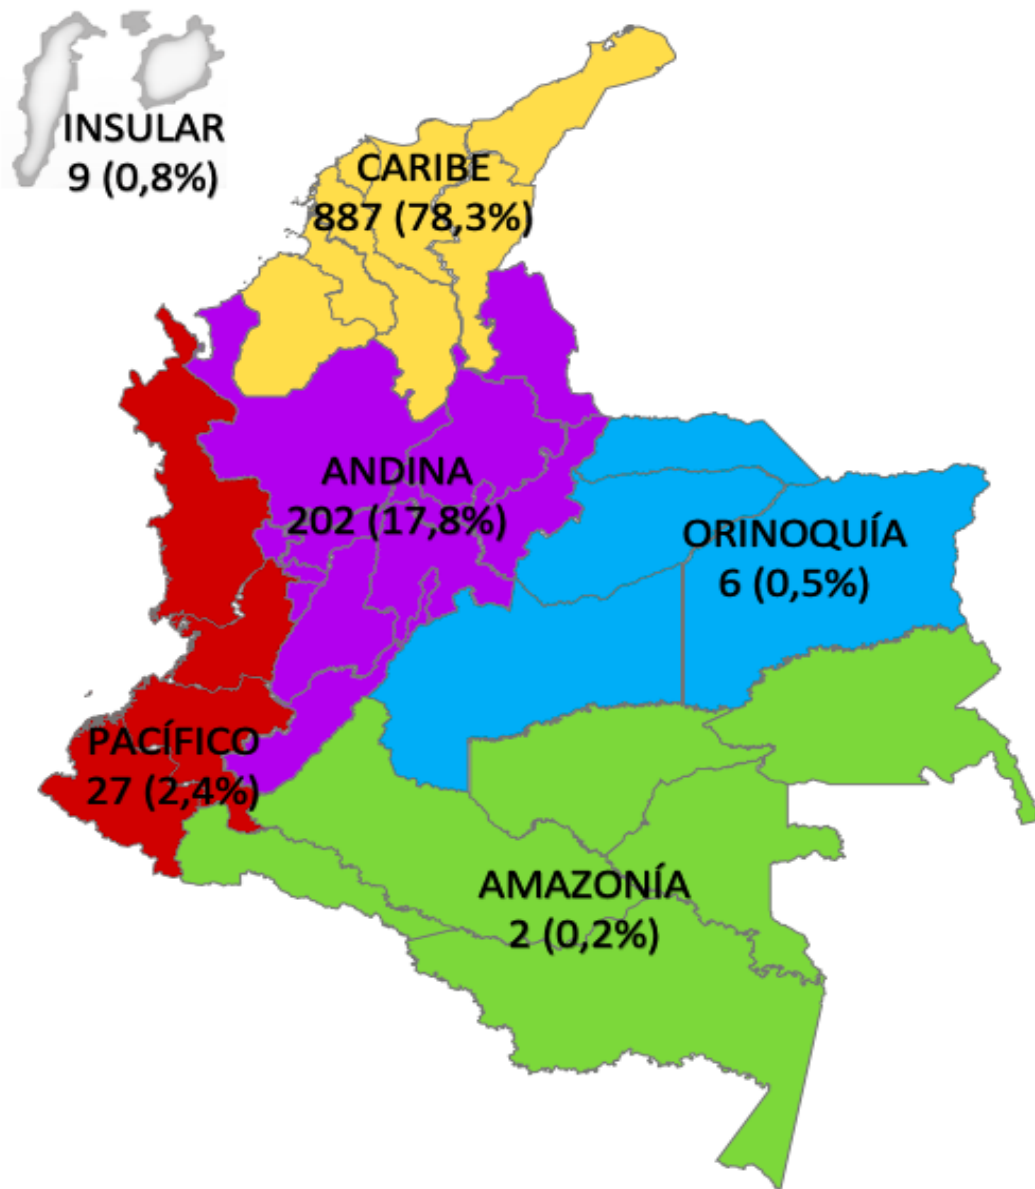 INSULAR
9 (0,8%)
CARIBE
887 (78,3%)
ANDINA
202 (17,8%)
ORINOQUÍA
6 (0,5%)
PACÍFICO
27 (2,4%)
AMAZONÍA
2 (0,2%)